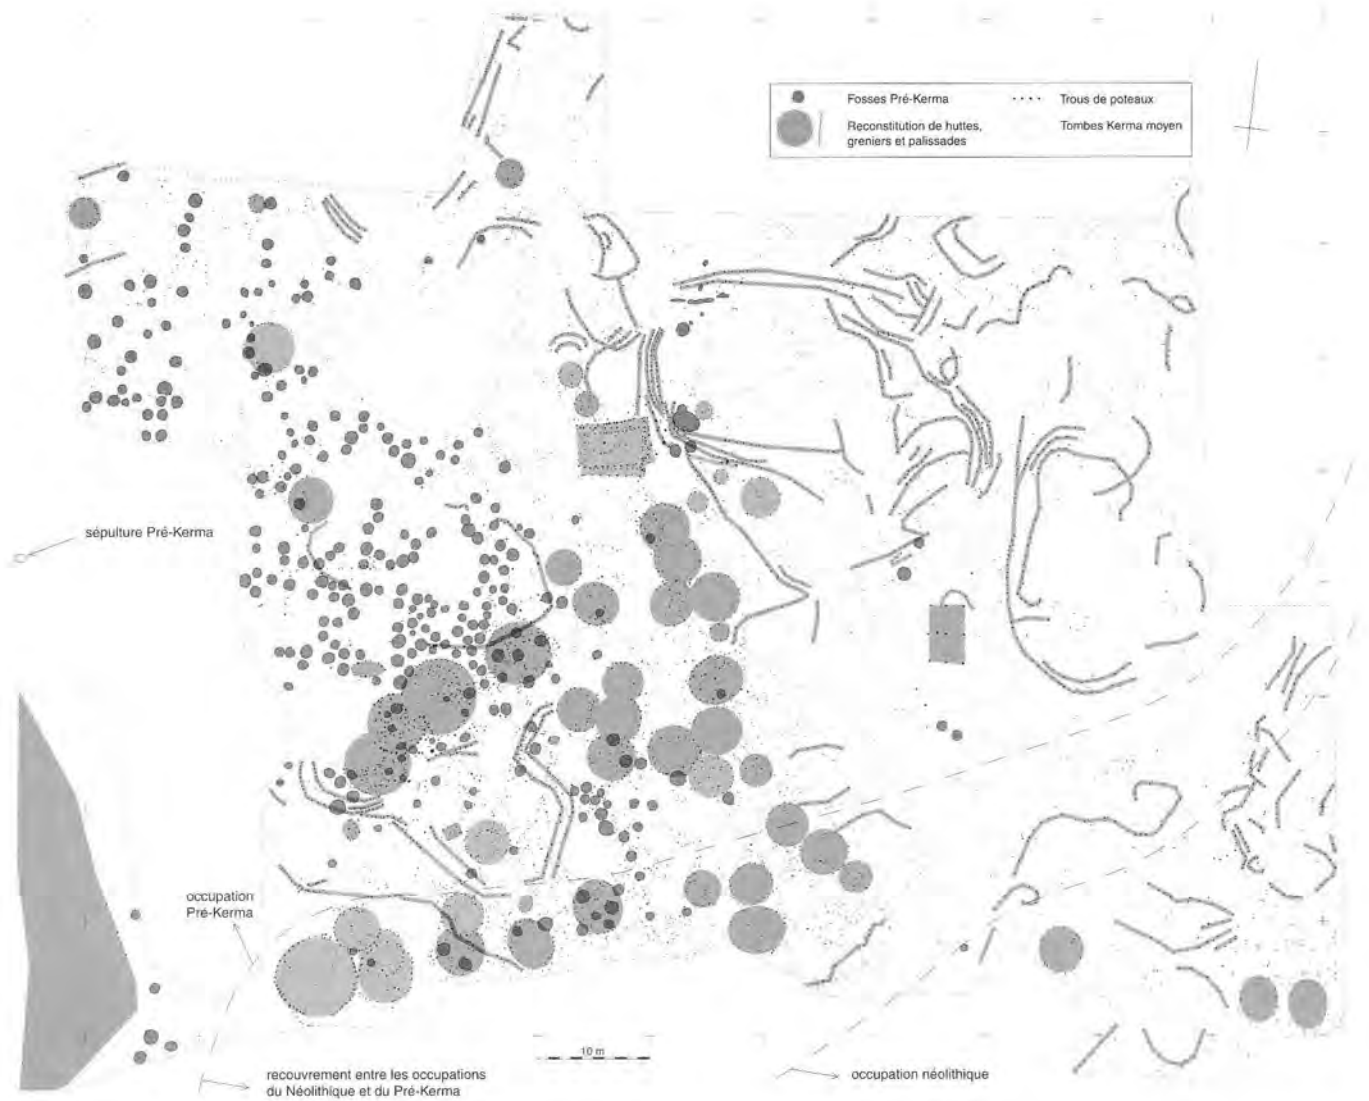 Fosses Pré-Kerma
Trous de poteaux
Reconstitution de huttes,
greniers et palissades
Tombes Kerma moyen
sépulture Pré-Kerma
occupation
Pré-Kerma
10 m
recouvrement entre les occupations
du Néolithique et du Pré-Kerma
occupation néolithique